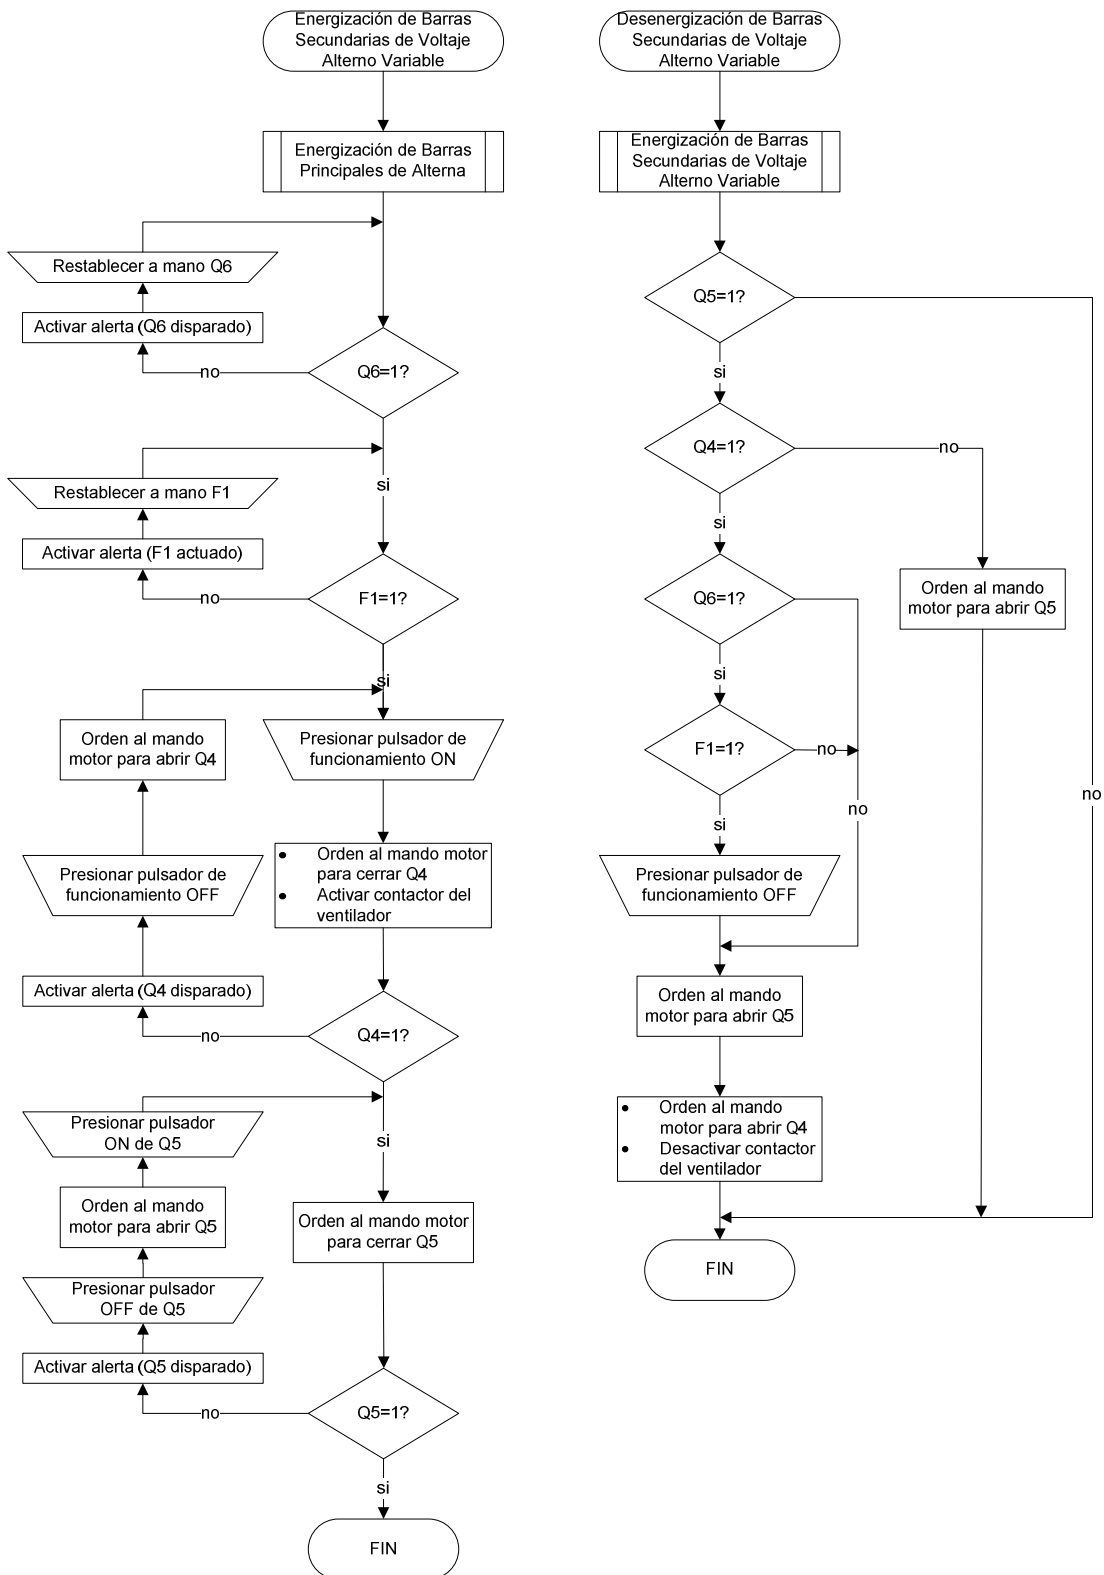 Energización de Barras
Secundarias de Voltaje
Alterno Variable
Energización de Barras
Principales de Alterna
Restablecer a mano Q6
Activar alerta (Q6 disparado)
no
Q6=1?
si
Restablecer a mano F1
Activar alerta (F1 actuado)
no
F1=1?
si
Orden al mando
motor para abrir Q4
Presionar pulsador de
funcionamiento ON
Presionar pulsador de
funcionamiento OFF
• Orden al mando motor
para cerrar Q4
• Activar contactor del
ventilador
Activar alerta (Q4 disparado)
no
Q4=1?
si
Presionar pulsador
ON de Q5
Orden al mando
motor para abrir Q5
Orden al mando motor
para cerrar Q5
Presionar pulsador
OFF de Q5
Activar alerta (Q5 disparado)
no
Q5=1?
si
FIN
Desenergización de Barras
Secundarias de Voltaje
Alterno Variable
Energización de Barras
Secundarias de Voltaje
Alterno Variable
Q5=1?
si
no
Q4=1?
no
si
Orden al mando
motor para abrir Q5
Q6=1?
si
no
F1=1?
no
si
Presionar pulsador de
funcionamiento OFF
Orden al mando
motor para abrir Q5
• Orden al mando
motor para abrir Q4
• Desactivar contactor
del ventilador
FIN